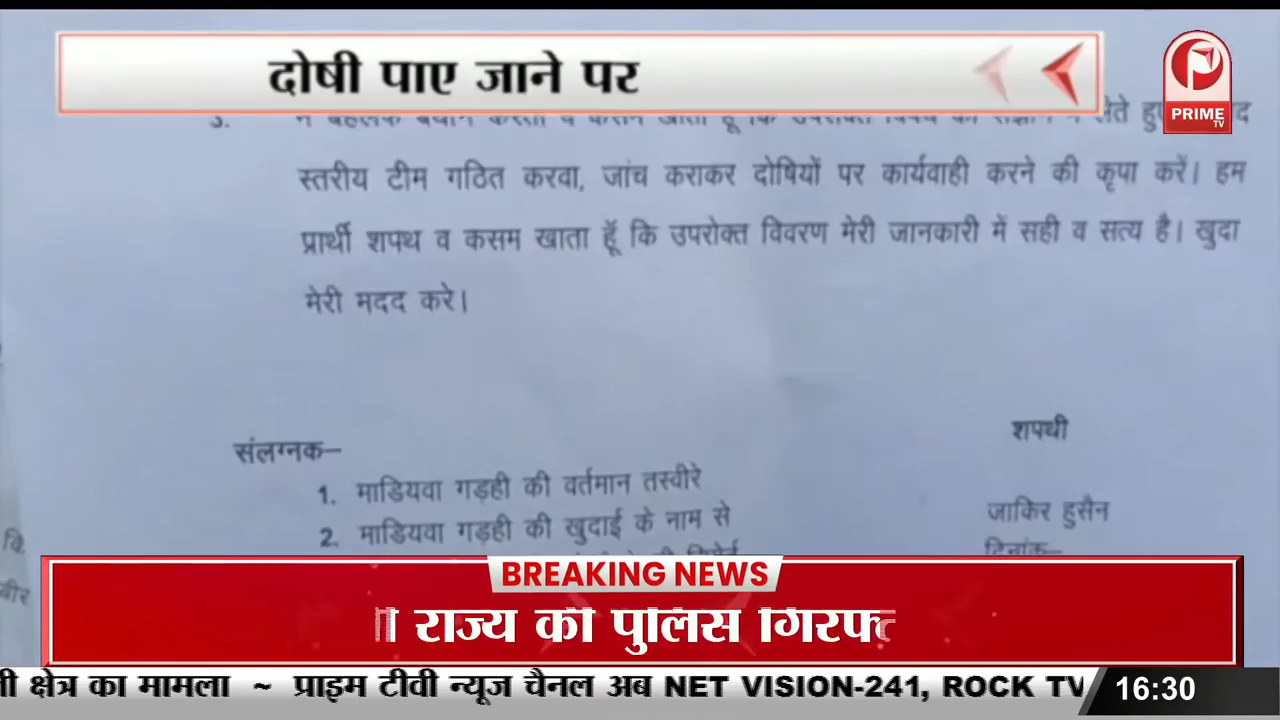 दोषी पाए जाने पर
PRIME
TV
3.
स्तरीय टीम गठित करवा, जांच कराकर दोषियों पर कार्यवाही करने की कृपा करें। हम
प्रार्थी शपथ व कसम खाता हूँ कि उपरोक्त विवरण मेरी जानकारी में सही व सत्य है। खुदा
मेरी मदद करे।
शपथी
संलग्नक–
1. माडियवा गड़ही की वर्तमान तस्वीरे
2. माडियवा गड़ही की खुदाई के नाम से
जाकिर हुसैन
दिनांक–
वि.
बीर
BREAKING NEWS
राज्य की पुलिस
क्षेत्र का मामला ~ प्राइम टीवी न्यूज चैनल अब NET VISION-241, ROCK TV
16:30